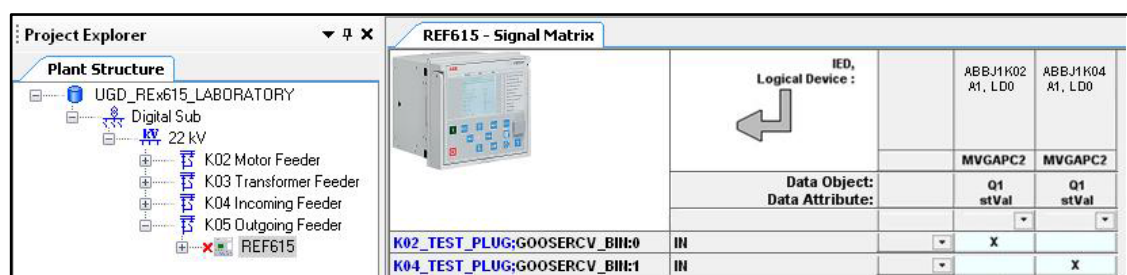 Project Explorer
Plant Structure
UGD_REx615_LABORATORY
Digital Sub
KV 22 kV
K02 Motor Feeder
K03 Transformer Feeder
K04 Incoming Feeder
K05 Outgoing Feeder
REF615
REF615 - Signal Matrix
IED,
Logical Device :
ABBJ1K02
A1, LD0
ABBJ1K04
A1, LD0
MVGAPC2 MVGAPC2
Data Object: Q1 Q1
Data Attribute: stVal stVal
K02_TEST_PLUG;GOOSERCV_BIN:0 IN X
K04_TEST_PLUG;GOOSERCV_BIN:1 IN X